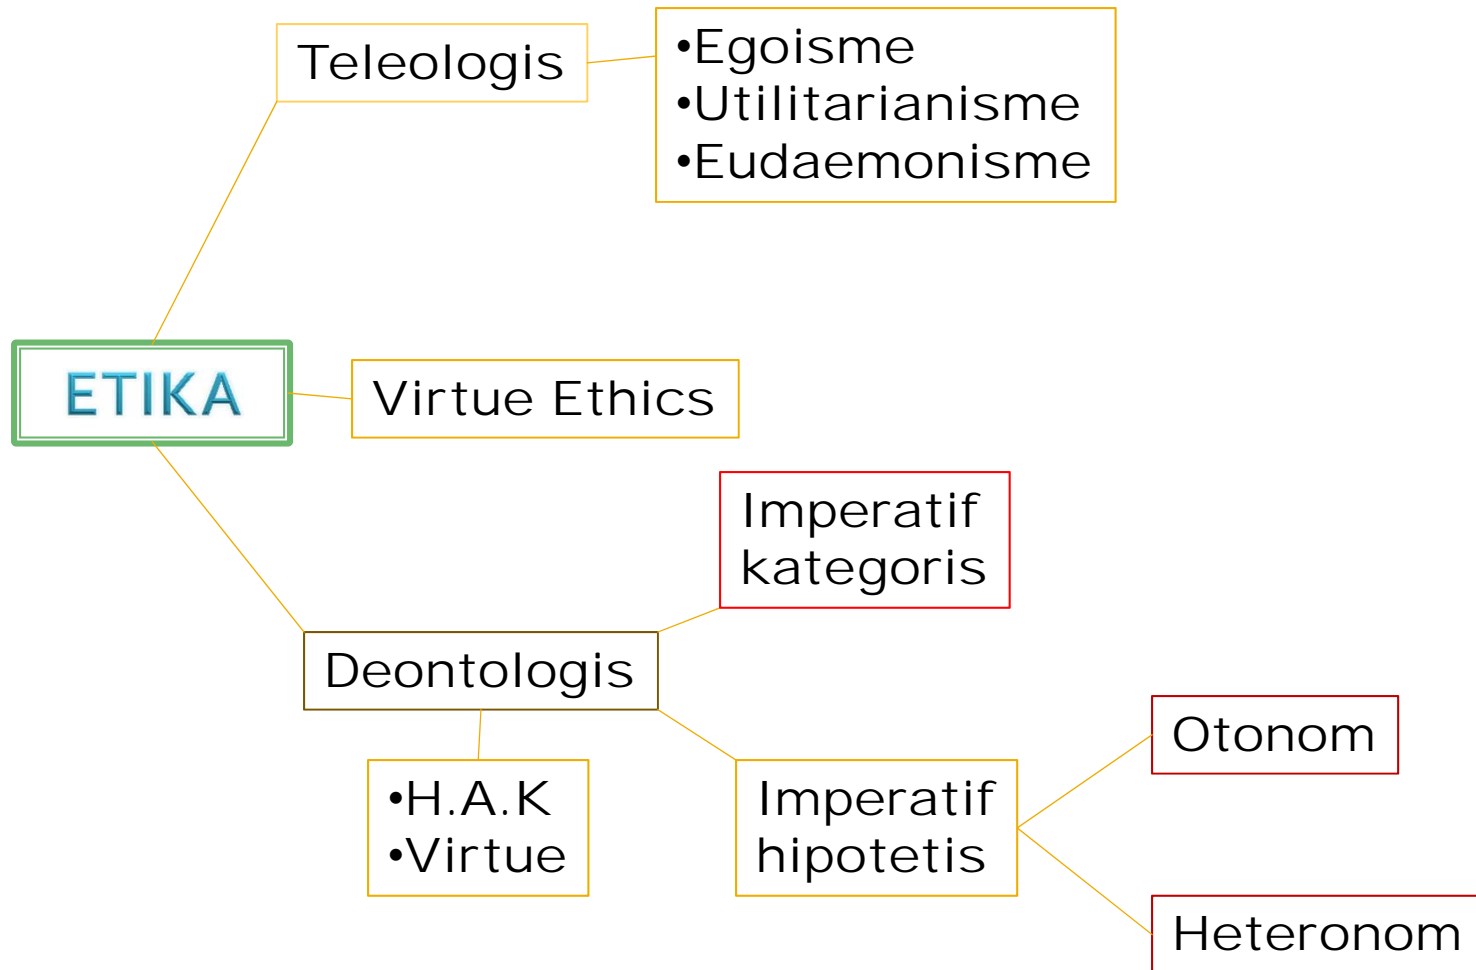 Teleologis
•Egoisme
•Utilitarianisme
•Eudaemonisme
ETIKA
Virtue Ethics
Imperatif
kategoris
Deontologis
•H.A.K
•Virtue
Imperatif
hipotetis
Otonom
Heteronom